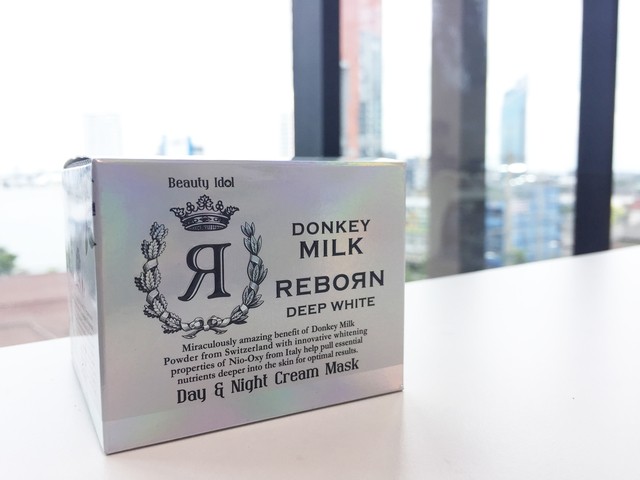 Beauty Idol
Я
DONKEY
MILK
REBOЯN
DEEP WHITE
Miraculously amazing benefit of Donkey Milk
Powder from Switzerland with innovative whitening
properties of Nio-Oxy from Italy help pull essential
nutrients deeper into the skin for optimal results.
Day & Night Cream Mask